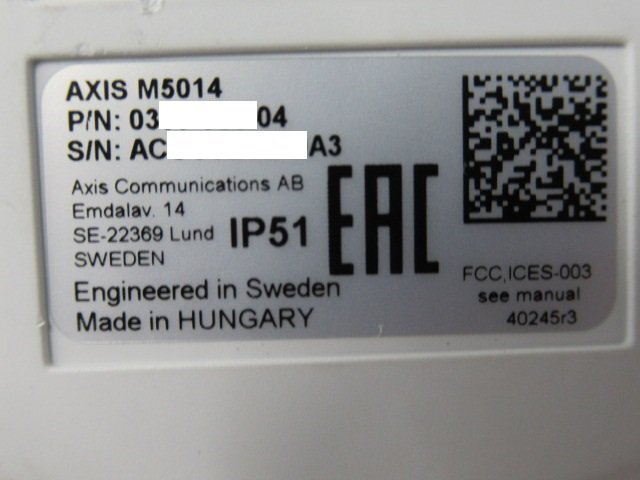 AXIS M5014
P/N: 03 04
S/N: AC A3
Axis Communications AB
Emdalav. 14
SE-22369 Lund
SWEDEN
IP51
EAC
Engineered in Sweden
Made in HUNGARY
FCC,ICES-003
see manual
40245r3